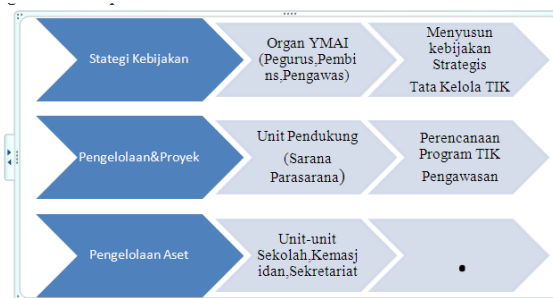 Stategi Kebijakan
Organ YMAI
(Pegurus,Pembi
ns,Pengawas)
Menyusun
kebijakan
Strategis
Tata Kelola TIK
Pengelolaan&Proyek
Unit Pendukung
(Sarana
Parasarana)
Perencanaan
Program TIK
Pengawasan
Pengelolaan Aset
Unit-unit
Sekolah,Kemasj
idan,Sekretariat
•